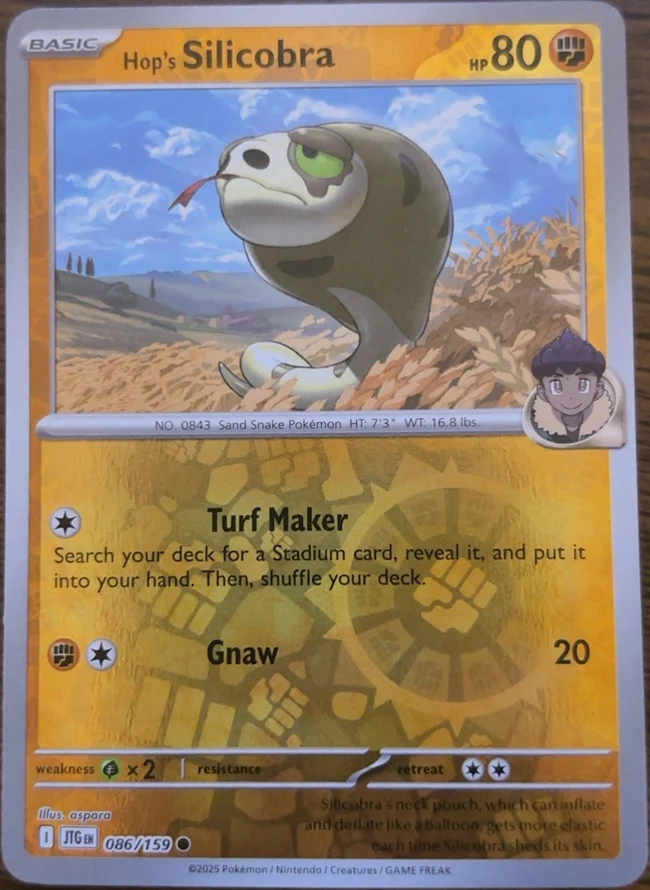 BASIC Hop's Silicobra HP 80
NO. 0843 Sand Snake Pokémon HT: 7'3" WT: 16.8 lbs.
Turf Maker
Search your deck for a Stadium card, reveal it, and put it
into your hand. Then, shuffle your deck.
Gnaw 20
weakness ×2 resistance retreat
Silicobra's neck pouch, which can inflate
and deflate like a balloon, gets more elastic
each time Silicobra sheds its skin.
Illus. aspara
I JTG EN 086/159
©2025 Pokémon / Nintendo / Creatures / GAME FREAK